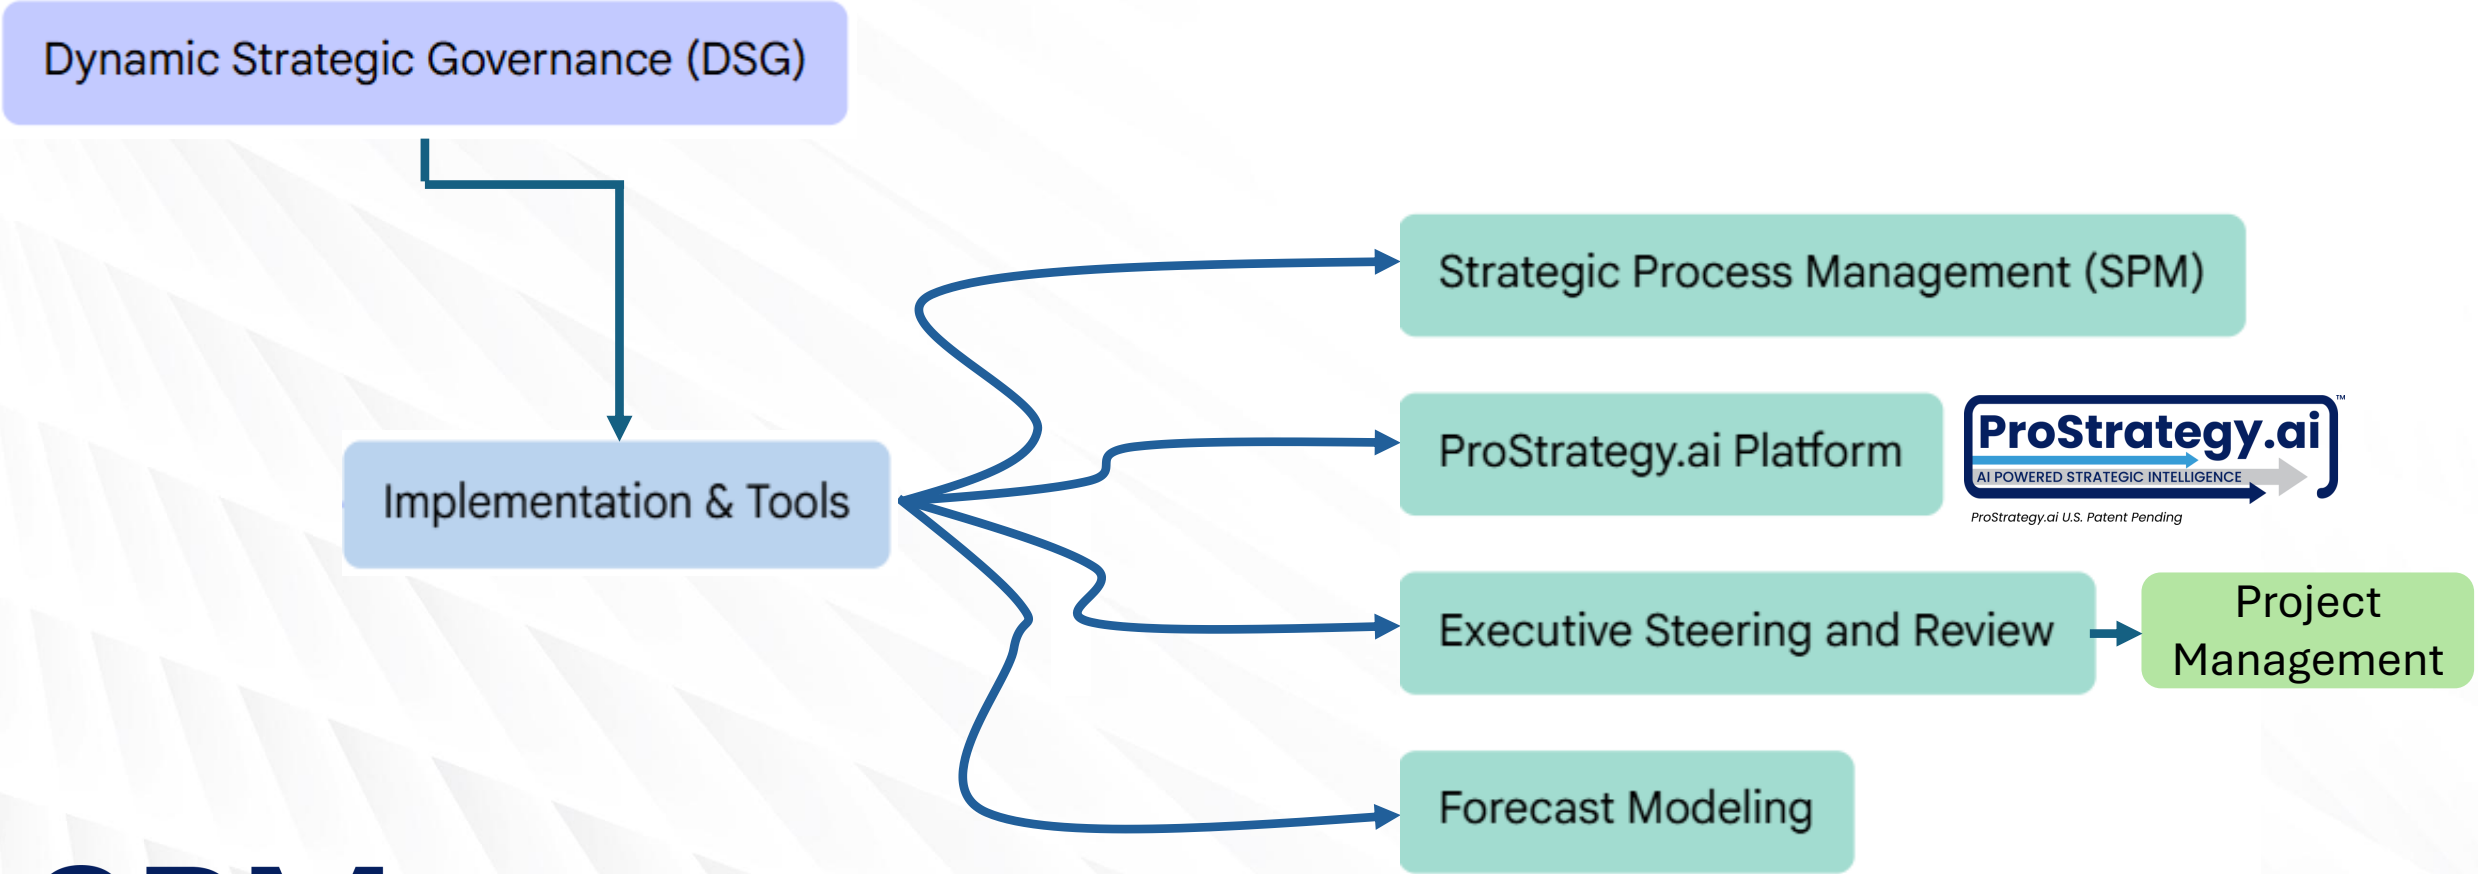 Dynamic Strategic Governance (DSG)
Strategic Process Management (SPM)
Implementation & Tools
ProStrategy.ai Platform
ProStrategy.ai™
AI POWERED STRATEGIC INTELLIGENCE
ProStrategy.ai U.S. Patent Pending
Executive Steering and Review
Project
Management
Forecast Modeling